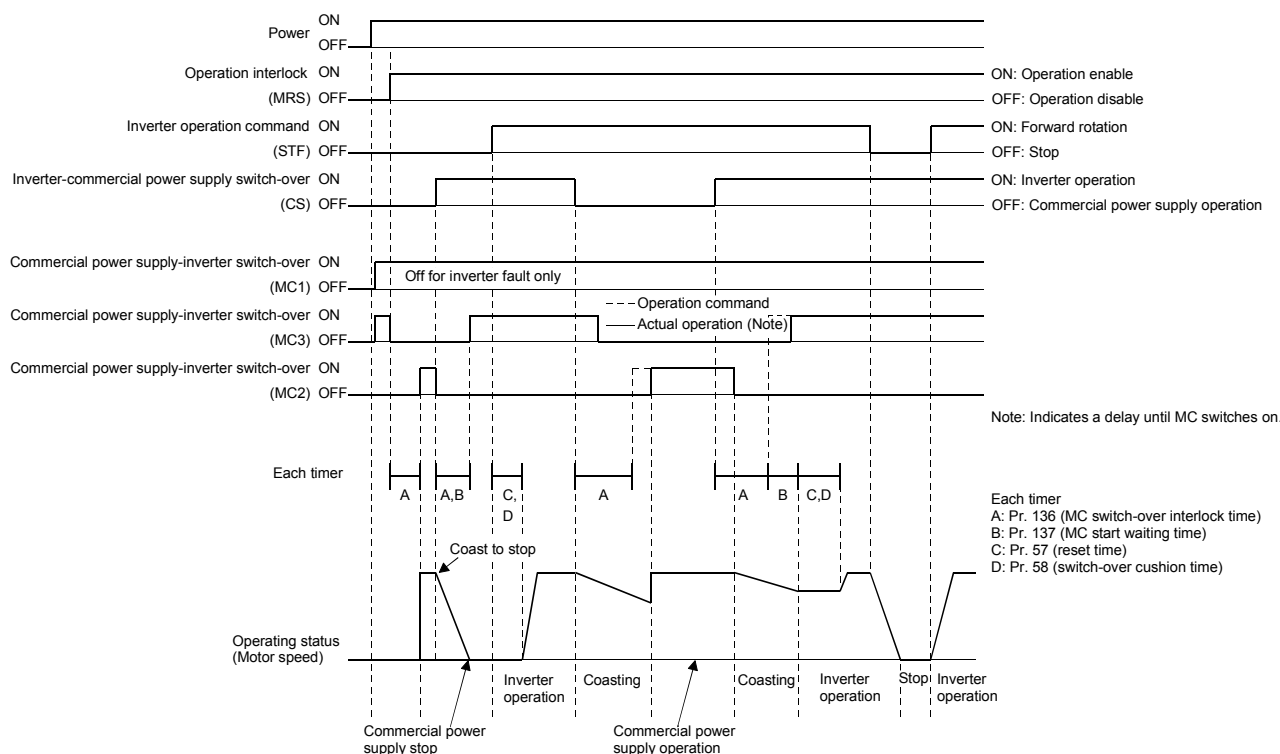 Power
ON
OFF
Operation interlock
(MRS)
ON
OFF
ON: Operation enable
OFF: Operation disable
Inverter operation command
(STF)
ON
OFF
ON: Forward rotation
OFF: Stop
Inverter-commercial power supply switch-over
(CS)
ON
OFF
ON: Inverter operation
OFF: Commercial power supply operation
Commercial power supply-inverter switch-over
(MC1)
ON
OFF
Off for inverter fault only
Commercial power supply-inverter switch-over
(MC3)
ON
OFF
Operation command
Actual operation (Note)
Commercial power supply-inverter switch-over
(MC2)
ON
OFF
Note: Indicates a delay until MC switches on.
Each timer
A
A,B
C,
D
A
A
B
C,D
Each timer
A: Pr. 136 (MC switch-over interlock time)
B: Pr. 137 (MC start waiting time)
C: Pr. 57 (reset time)
D: Pr. 58 (switch-over cushion time)
Coast to stop
Operating status
(Motor speed)
Inverter
operation
Coasting
Coasting
Inverter
operation
Stop
Inverter
operation
Commercial power
supply stop
Commercial power
supply operation